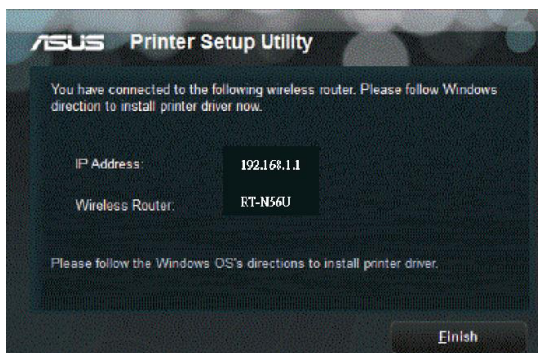 ASUS Printer Setup Utility
You have connected to the following wireless router. Please follow Windows
direction to install printer driver now.
IP Address: 192.168.1.1
Wireless Router: RT-N56U
Please follow the Windows OS's directions to install printer driver.
Finish